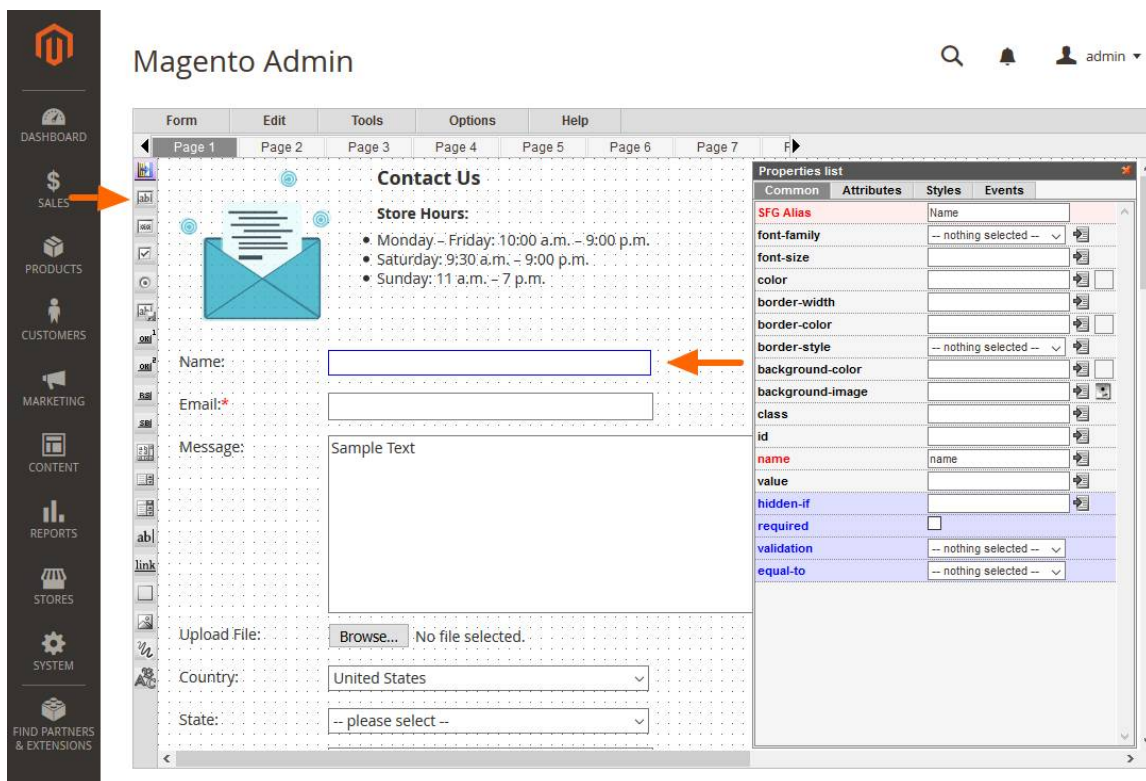 Magento Admin
admin
DASHBOARD
$
SALES
PRODUCTS
CUSTOMERS
MARKETING
CONTENT
REPORTS
STORES
SYSTEM
FIND PARTNERS
& EXTENSIONS
Form Edit Tools Options Help
Page 1 Page 2 Page 3 Page 4 Page 5 Page 6 Page 7
abl
abl
link
Contact Us
Store Hours:
• Monday – Friday: 10:00 a.m. – 9:00 p.m.
• Saturday: 9:30 a.m. – 9:00 p.m.
• Sunday: 11 a.m. – 7 p.m.
Name:
Email:*
Message:
Sample Text
Upload File:
Browse... No file selected.
Country:
United States
State:
-- please select --
Properties list
Common Attributes Styles Events
SFG Alias Name
font-family -- nothing selected --
font-size
color
border-width
border-color
border-style -- nothing selected --
background-color
background-image
class
id
name name
value
hidden-if
required
validation -- nothing selected --
equal-to -- nothing selected --